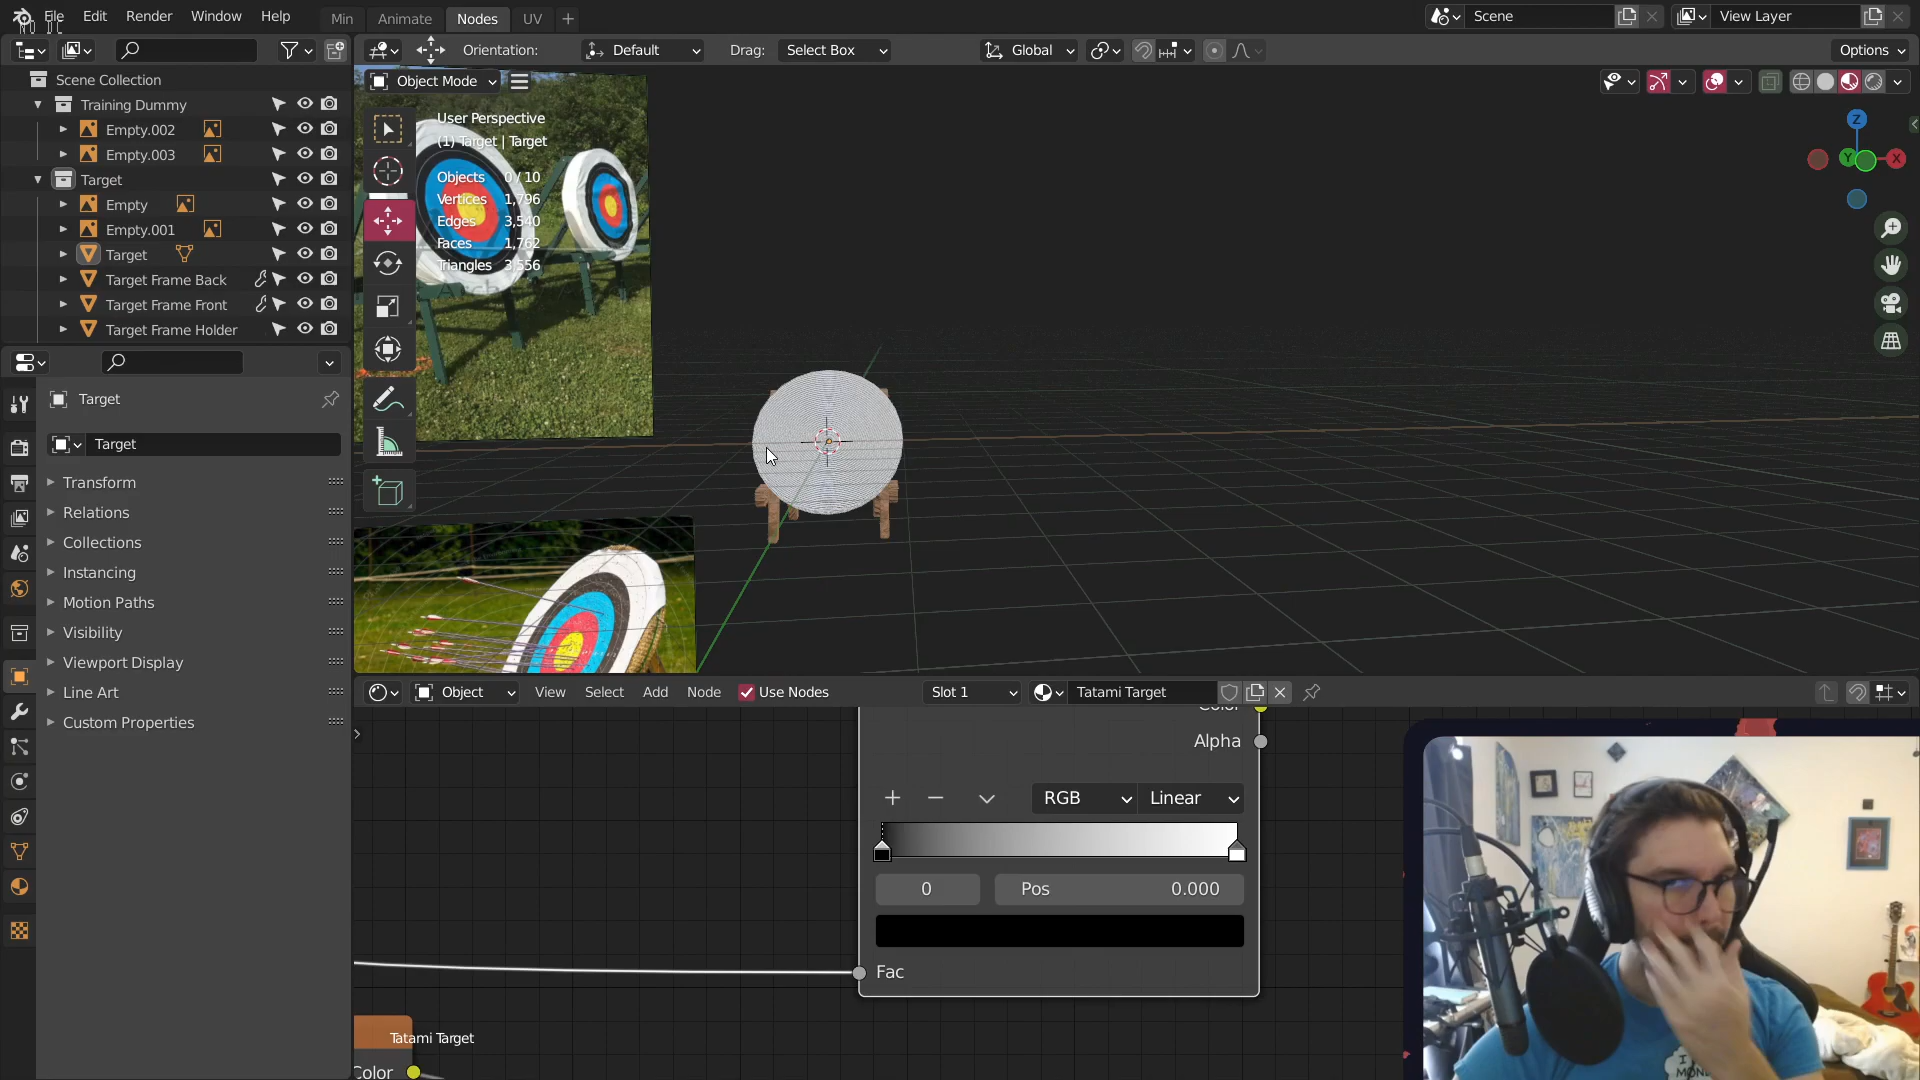 File Edit Render Window Help Min Animate Nodes UV Scene View Layer
Orientation: Default Drag: Select Box Global Options
Scene Collection
Training Dummy
Empty.002
Empty.003
Target
Empty
Empty.001
Target
Target Frame Back
Target Frame Front
Target Frame Holder
Object Mode
User Perspective
(1) Target | Target
Objects 0 / 10
Vertices 1,796
Edges 3,540
Faces 1,762
Triangles 3,556
Z
Y
X
Target
Target
Transform
Relations
Collections
Instancing
Motion Paths
Visibility
Viewport Display
Line Art
Custom Properties
Object View Select Add Node Use Nodes Slot 1 Tatami Target
Color
Alpha
RGB Linear
0 Pos 0.000
Fac
Tatami Target
Color